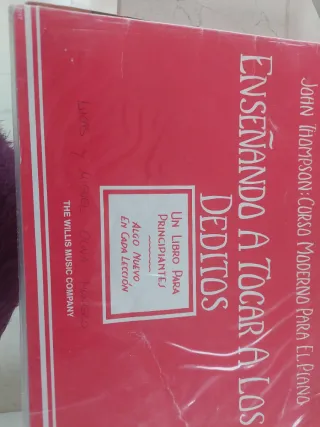 JOHN THOMPSON: CURSO MODERNO PARA EL PIANO
ENSEÑANDO A TOCAR A LOS
DEDITOS
UN LIBRO PARA
PRINCIPIANTES
ALGO NUEVO
EN CADA LECCIÓN
THE WILLIS MUSIC COMPANY